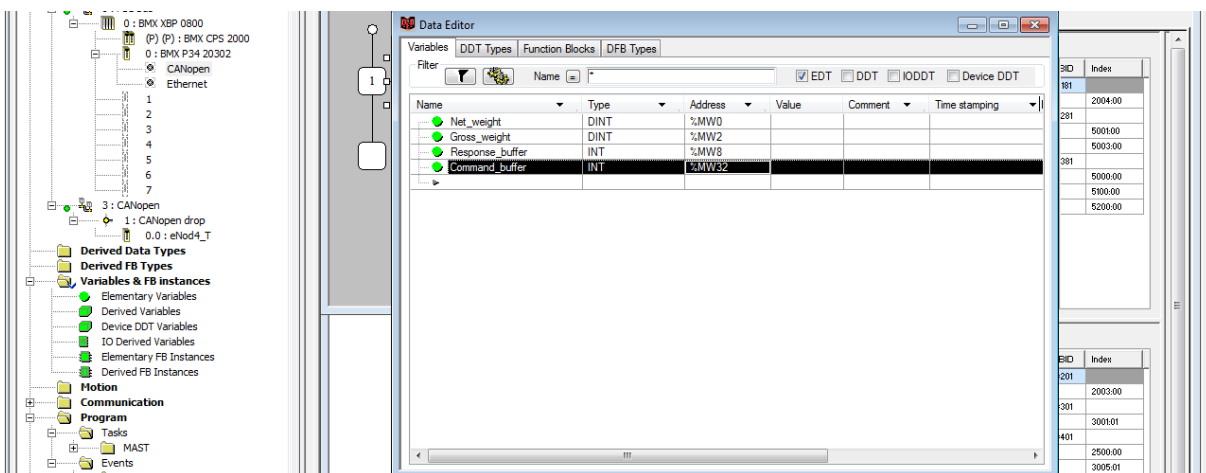 0 : BMX XBP 0800
(P) (P) : BMX CPS 2000
0 : BMX P34 20302
CANopen
Ethernet
1
2
3
4
5
6
7
3 : CANopen
1 : CANopen drop
0.0 : eNod4_T
Derived Data Types
Derived FB Types
Variables & FB instances
Elementary Variables
Derived Variables
Device DDT Variables
IO Derived Variables
Elementary FB Instances
Derived FB Instances
Motion
Communication
Program
Tasks
MAST
Events
1
Data Editor
Variables DDT Types Function Blocks DFB Types
Filter
Name = * EDT DDT IODDT Device DDT
Name Type Address Value Comment Time stamping
Net_weight DINT %MW0
Gross_weight DINT %MW2
Response_buffer INT %MW8
Command_buffer INT %MW32
BID Index
181
2004:00
281
5001:00
5003:00
381
5000:00
5100:00
5200:00
BID Index
201
2003:00
301
3001:01
401
2500:00
3005:01